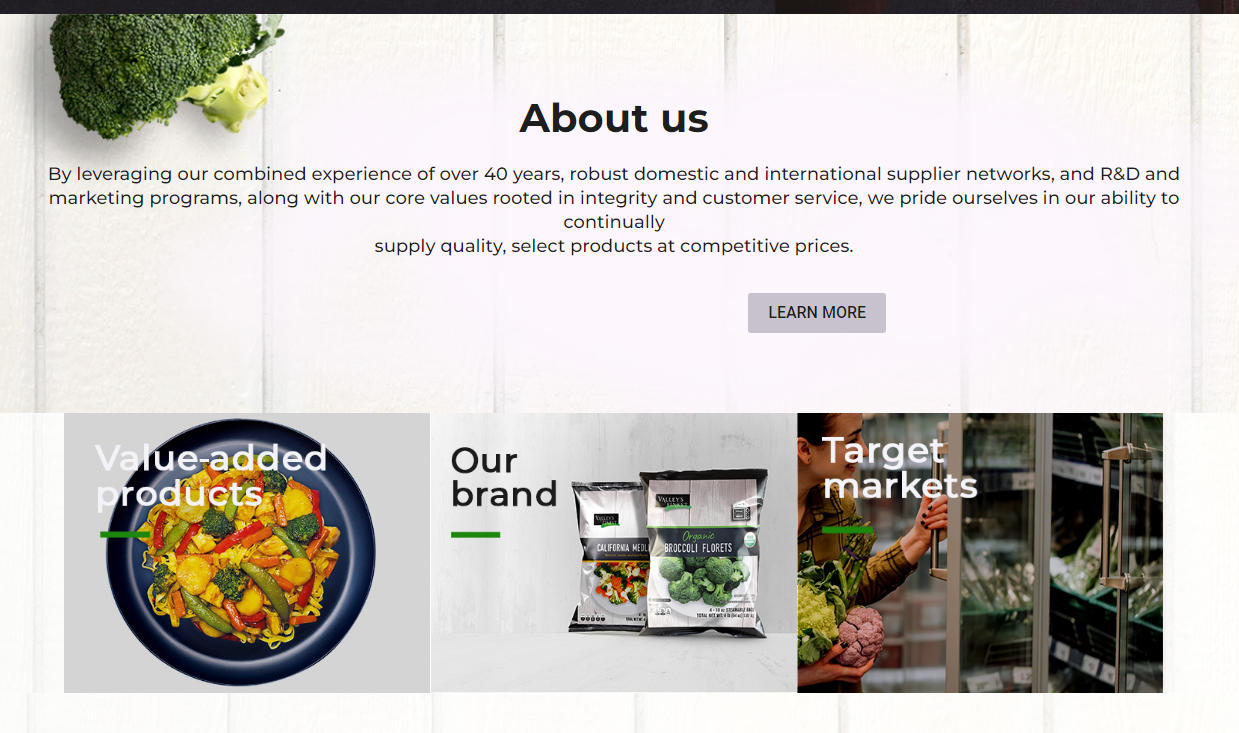 About us
By leveraging our combined experience of over 40 years, robust domestic and international supplier networks, and R&D and
marketing programs, along with our core values rooted in integrity and customer service, we pride ourselves in our ability to
continually
supply quality, select products at competitive prices.
LEARN MORE
Value-added
products
Our
brand
VALLEY'S
CALIFORNIA
VALLEY'S
Organic
BROCCOLI FLORETS
Target
markets